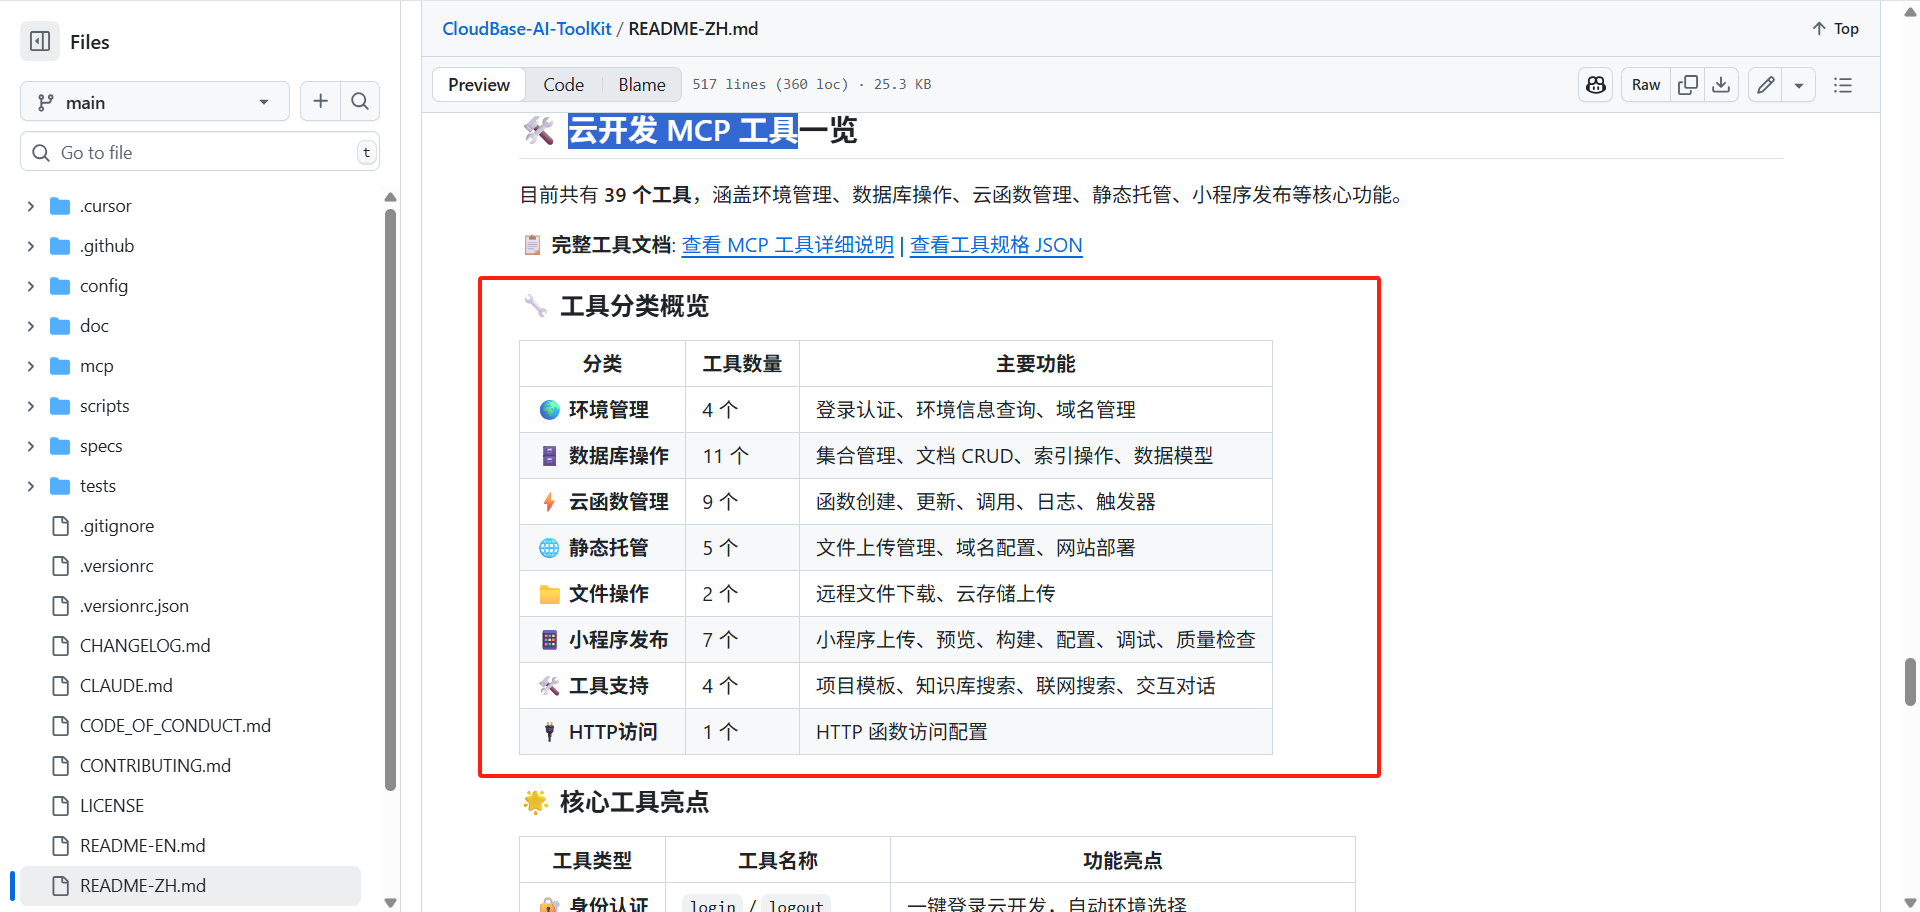 Files
main
Go to file
t
.cursor
.github
config
doc
mcp
scripts
specs
tests
.gitignore
.versionrc
.versionrc.json
CHANGELOG.md
CLAUDE.md
CODE_OF_CONDUCT.md
CONTRIBUTING.md
LICENSE
README-EN.md
README-ZH.md
CloudBase-AI-ToolKit / README-ZH.md
Top
Preview Code Blame 517 lines (360 loc) · 25.3 KB
Raw
云开发 MCP 工具一览
目前共有 39 个工具，涵盖环境管理、数据库操作、云函数管理、静态托管、小程序发布等核心功能。
完整工具文档: 查看 MCP 工具详细说明 | 查看工具规格 JSON
工具分类概览
分类 工具数量 主要功能
环境管理 4 个 登录认证、环境信息查询、域名管理
数据库操作 11 个 集合管理、文档 CRUD、索引操作、数据模型
云函数管理 9 个 函数创建、更新、调用、日志、触发器
静态托管 5 个 文件上传管理、域名配置、网站部署
文件操作 2 个 远程文件下载、云存储上传
小程序发布 7 个 小程序上传、预览、构建、配置、调试、质量检查
工具支持 4 个 项目模板、知识库搜索、联网搜索、交互对话
HTTP访问 1 个 HTTP 函数访问配置
核心工具亮点
工具类型 工具名称 功能亮点
身份认证 login / logout 一键登录云开发，自动环境选择